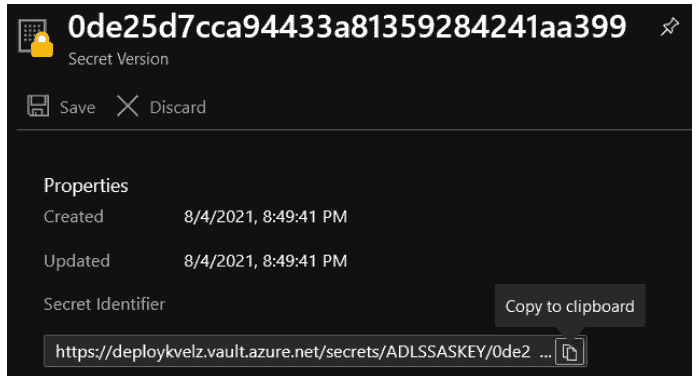 0de25d7cca94433a81359284241aa399
Secret Version
Save Discard
Properties
Created 8/4/2021, 8:49:41 PM
Updated 8/4/2021, 8:49:41 PM
Secret Identifier
Copy to clipboard
https://deploykvelz.vault.azure.net/secrets/ADLSSASKEY/0de2 ...